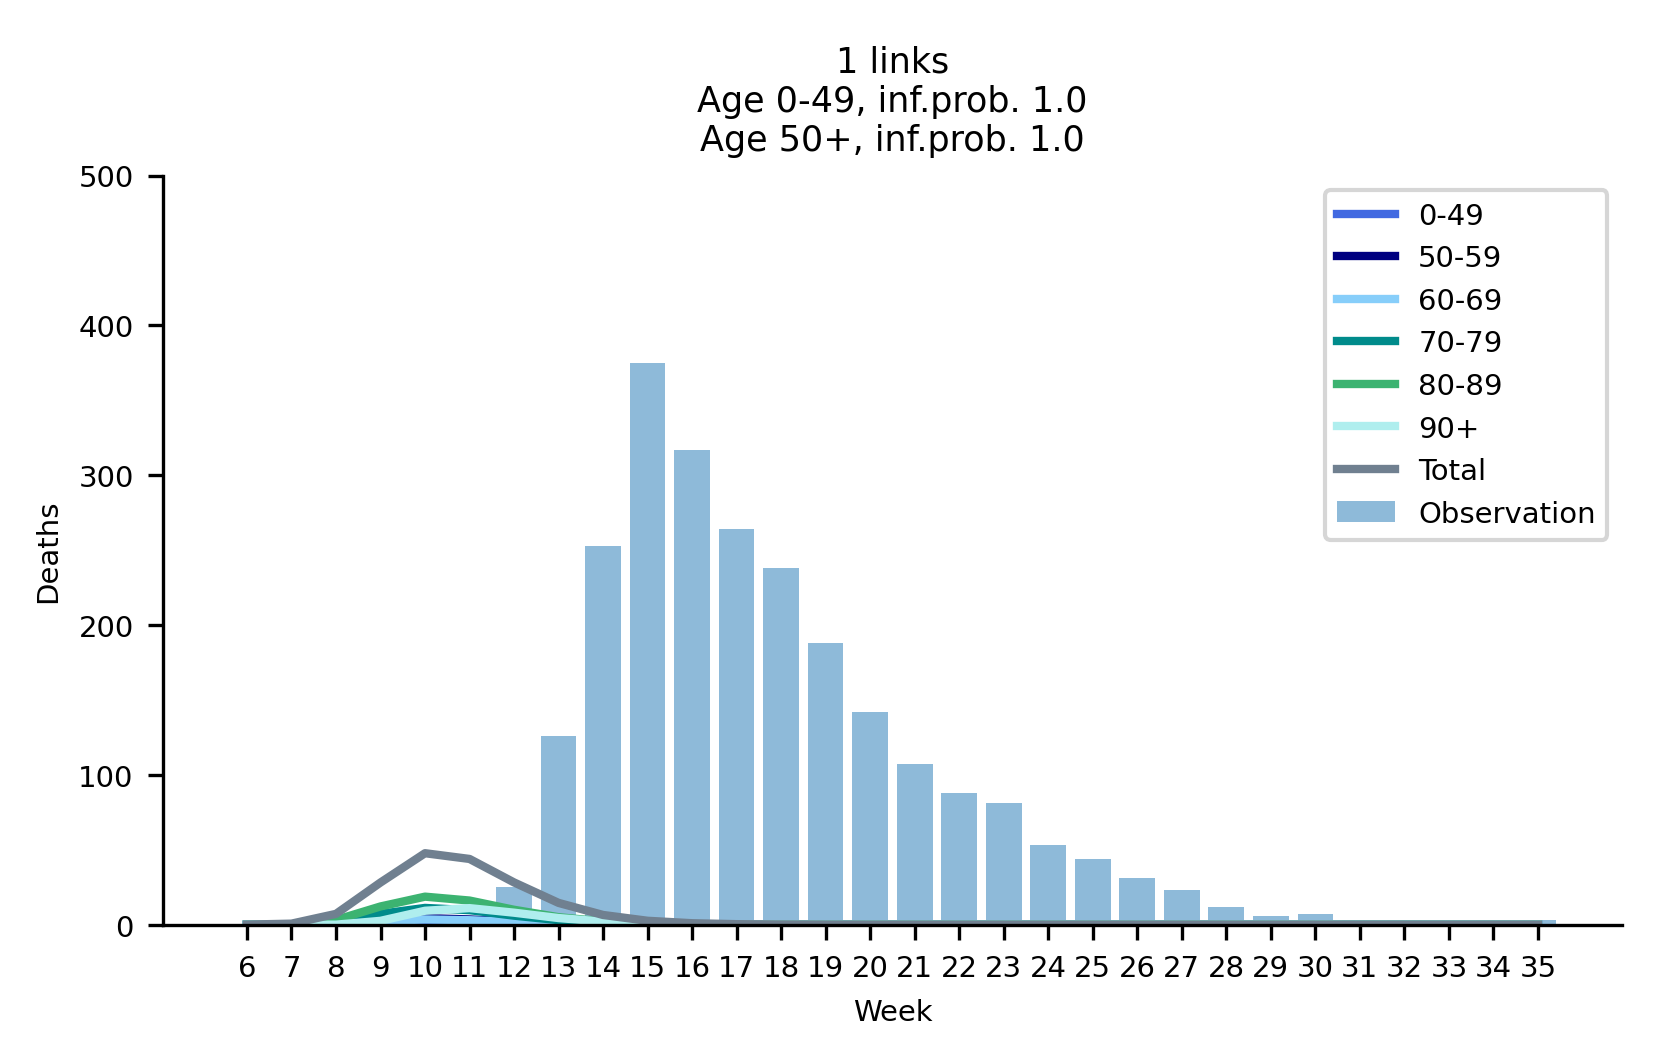 1 links
Age 0-49, inf.prob. 1.0
Age 50+, inf.prob. 1.0
500
400
300
200
100
0
Deaths
0-49
50-59
60-69
70-79
80-89
90+
Total
Observation
6 7 8 9 10 11 12 13 14 15 16 17 18 19 20 21 22 23 24 25 26 27 28 29 30 31 32 33 34 35
Week